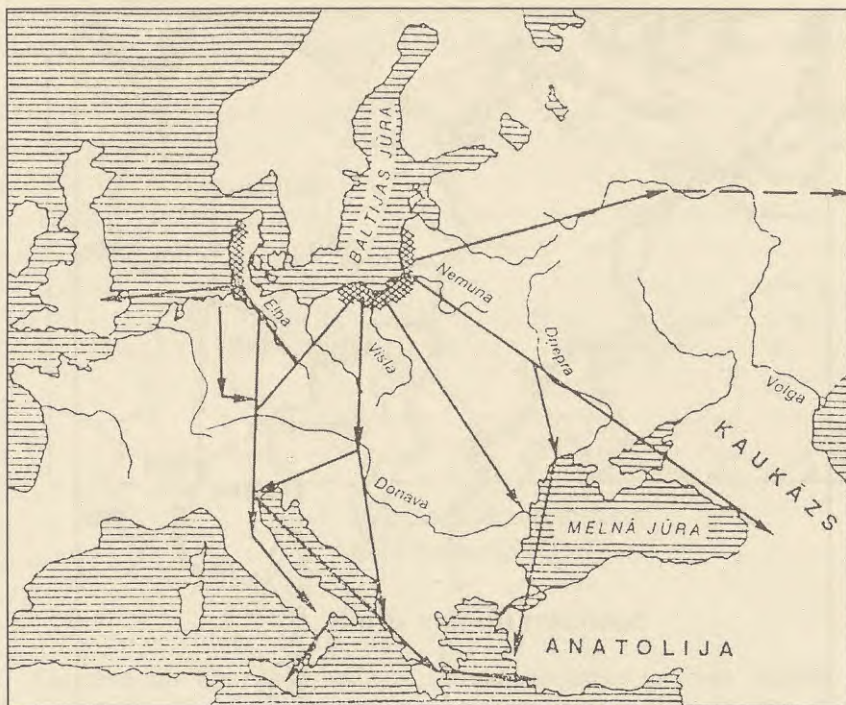 BALTIJAS JŪRA
Nemuna
Elba
Visla
Dņepra
Volga
KAUKĀZS
Donava
MELNĀ JŪRA
ANATOLIJA